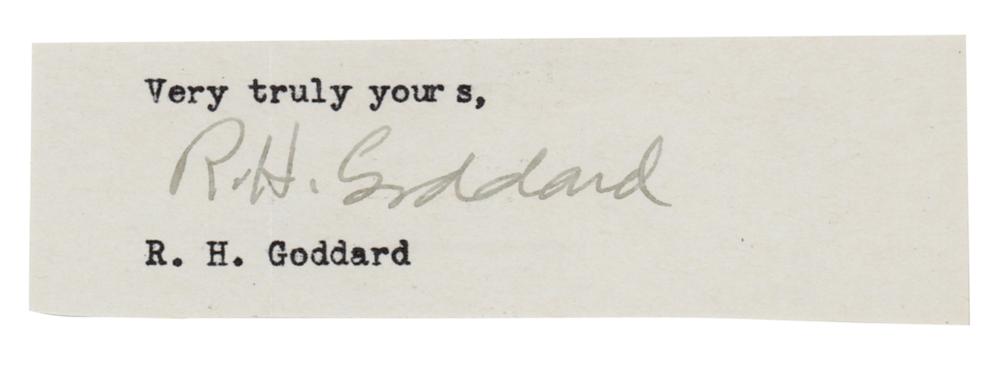 Very truly your s,
R. H. Goddard
R. H. Goddard